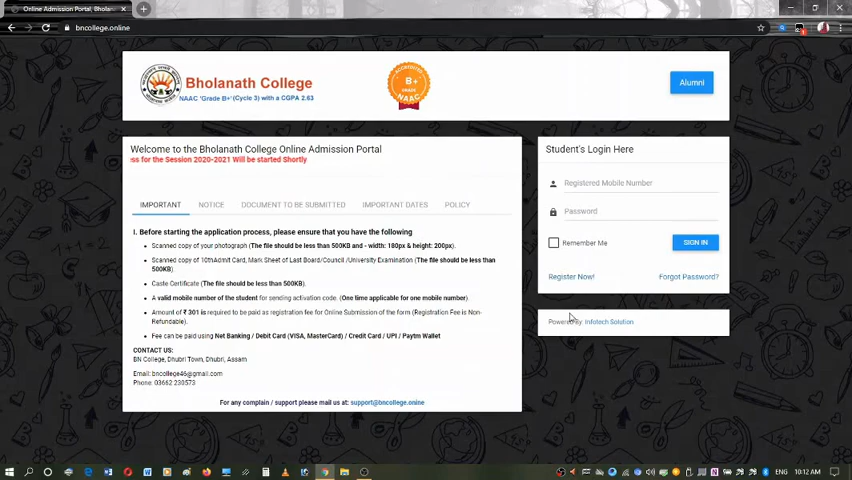 Online Admission Portal, Bholan
bncollege.online
Bholanath College
NAAC 'Grade B+' (Cycle 3) with a CGPA 2.63
ACCREDITED
B+
GRADE
NAAC
Alumni
Welcome to the Bholanath College Online Admission Portal
ss for the Session 2020-2021 Will be started Shortly
IMPORTANT NOTICE DOCUMENT TO BE SUBMITTED IMPORTANT DATES POLICY
I. Before starting the application process, please ensure that you have the following
Scanned copy of your photograph (The file should be less than 500KB and - width: 180px & height: 200px).
Scanned copy of 10thAdmit Card, Mark Sheet of Last Board/Council /University Examination (The file should be less than
500KB).
Caste Certificate (The file should be less than 500KB).
A valid mobile number of the student for sending activation code. (One time applicable for one mobile number)
Amount of ₹ 301 is required to be paid as registration fee for Online Submission of the form (Registration Fee is Non-
Refundable).
Fee can be paid using Net Banking / Debit Card (VISA, MasterCard) / Credit Card / UPI / Paytm Wallet
CONTACT US:
BN College, Dhubri Town, Dhubri, Assam
Email: bncollege46@gmail.com
Phone: 03662 230573
For any complain / support please mail us at: support@bncollege.onine
Student's Login Here
Registered Mobile Number
Password
Remember Me
SIGN IN
Register Now! Forgot Password?
Powered By Infotech Solution
ENG 10:12 AM